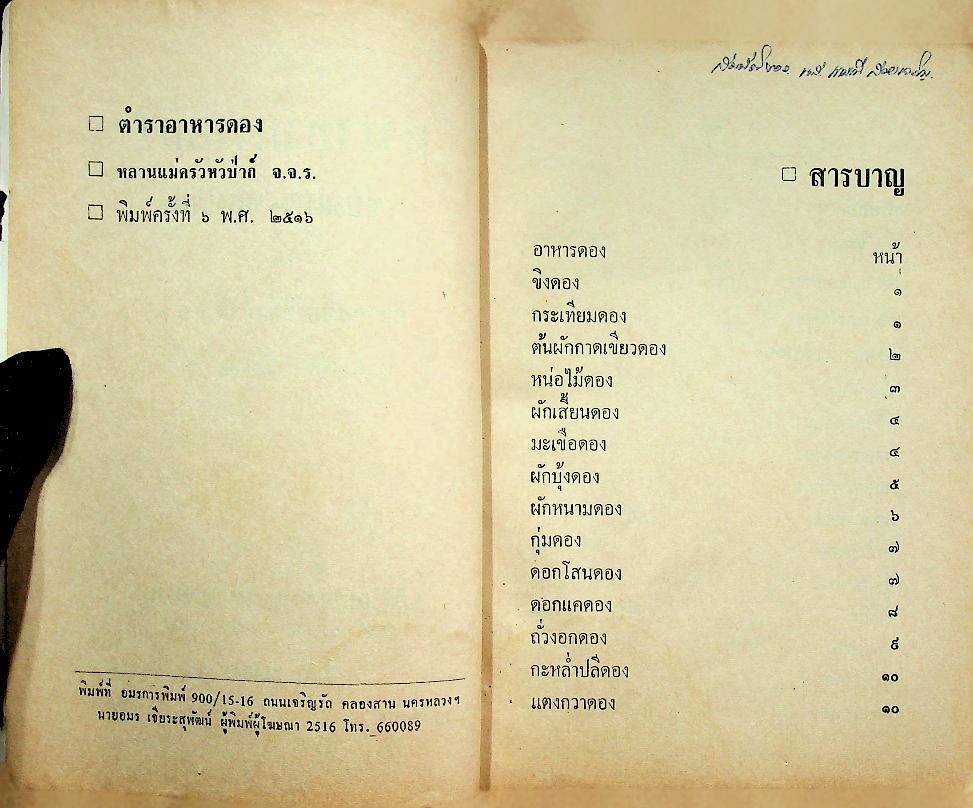 □ ตำราอาหารดอง
□ หลานแม่ครัวหัวป่าก์ จ.จ.ร.
□ พิมพ์ครั้งที่ ๖ พ.ศ. ๒๕๑๖
พิมพ์ที่ อมรการพิมพ์ 900/15-16 ถนนเจริญรัถ คลองสาน นครหลวงฯ
นายอมร เจียระสุพัฒน์ ผู้พิมพ์ผู้โฆษณา 2516 โทร. 660089
□ สารบาญ
อาหารดอง หน้า
ขิงดอง ๑
กระเทียมดอง ๑
ต้นผักกาดเขียวดอง ๒
หน่อไม้ดอง ๓
ผักเสี้ยนดอง ๔
มะเขือดอง ๔
ผักบุ้งดอง ๕
ผักหนามดอง ๖
กุ่มดอง ๗
ดอกโสนดอง ๗
ดอกแคดอง ๘
ถั่วงอกดอง ๙
กะหล่ำปลีดอง ๑๐
แตงกวาดอง ๑๐